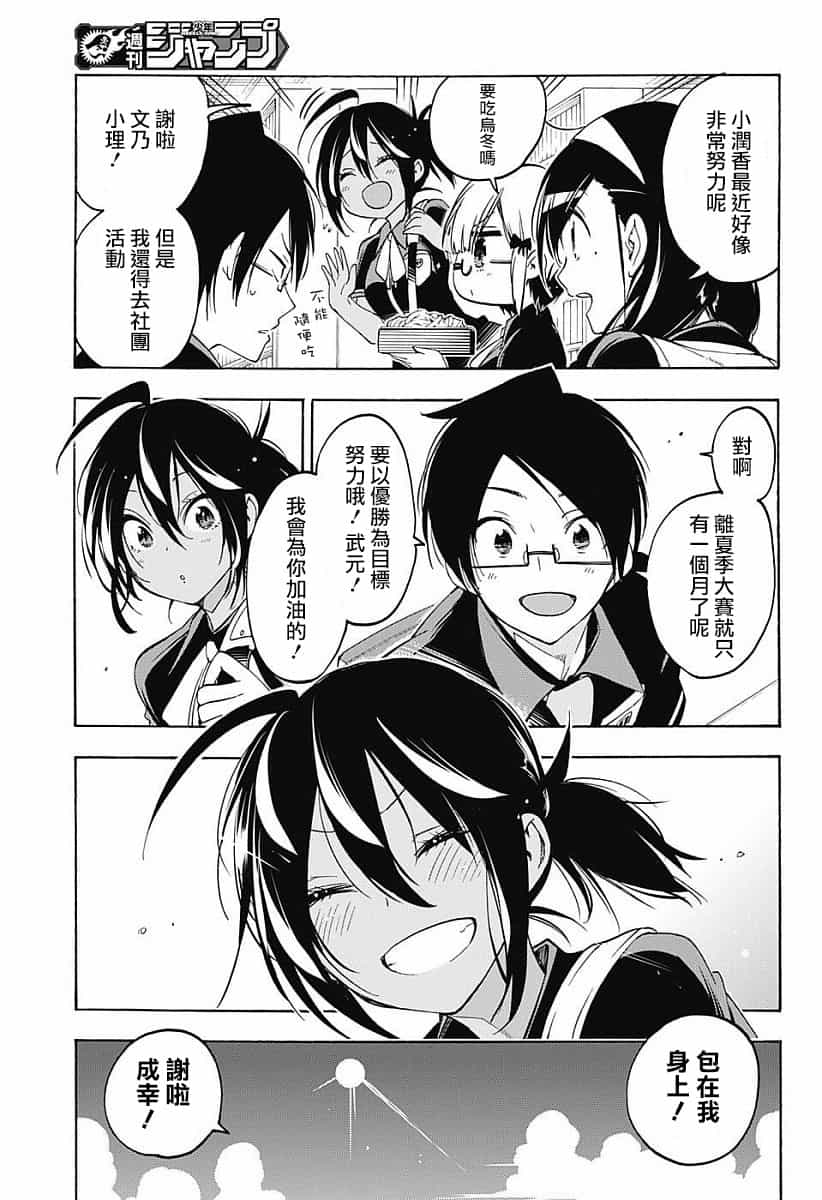 週刊
少年
ジャンプ
小潤香最近好像
非常努力呢
要吃烏冬嗎
不能
隨便吃
謝啦
文乃
小理！
但是
我還得去社團
活動
對啊
離夏季大賽就只
有一個月了呢
要以優勝為目標
努力哦！武元！
我會為你加油的！
包在我
身上！
謝啦
成幸！